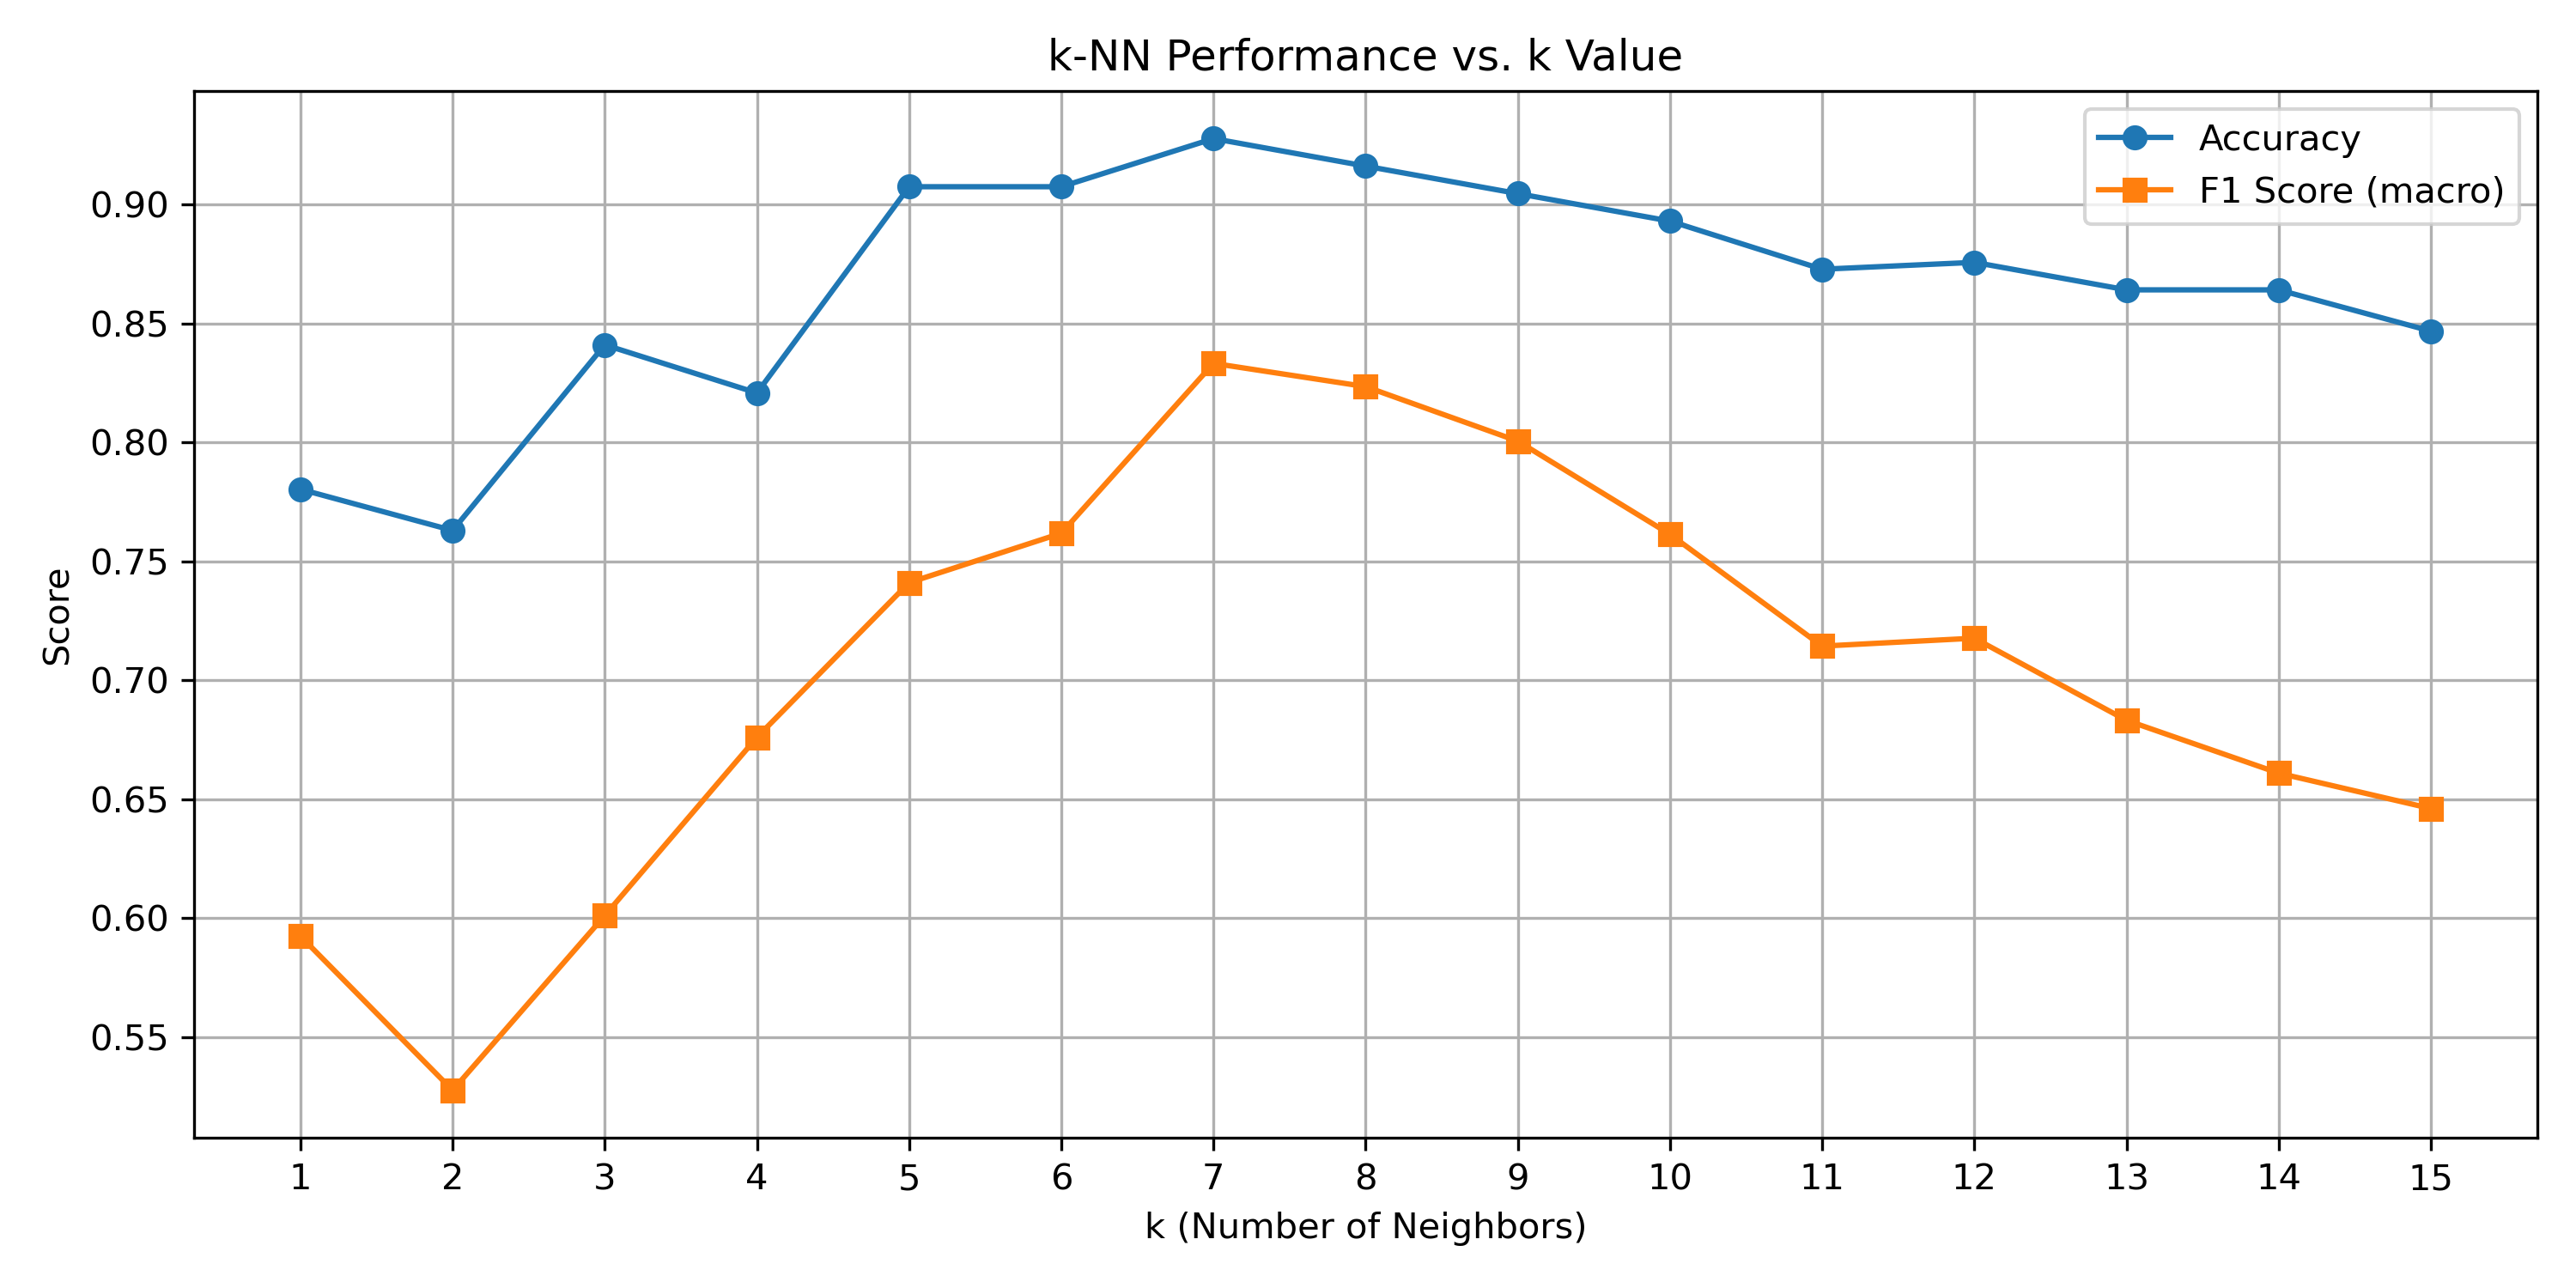 k-NN Performance vs. k Value
Accuracy
F1 Score (macro)
Score
0.90
0.85
0.80
0.75
0.70
0.65
0.60
0.55
1 2 3 4 5 6 7 8 9 10 11 12 13 14 15
k (Number of Neighbors)